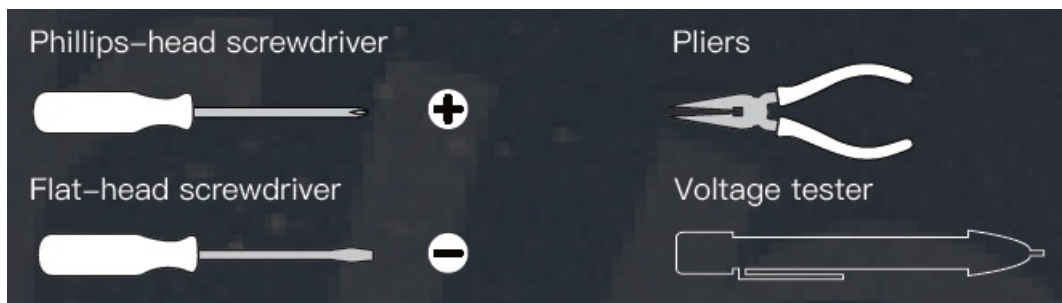 Phillips-head screwdriver
Pliers
Flat-head screwdriver
Voltage tester